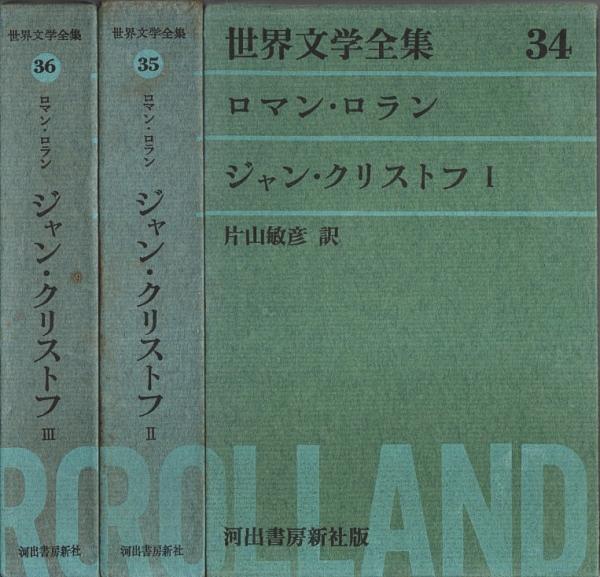 世界文学全集
36
ロマン・ロラン
ジャン・クリストフ III
河出書房新社
世界文学全集
35
ロマン・ロラン
ジャン・クリストフ II
河出書房新社
世界文学全集 34
ロマン・ロラン
ジャン・クリストフ I
片山敏彦 訳
ROLLAND
河出書房新社版